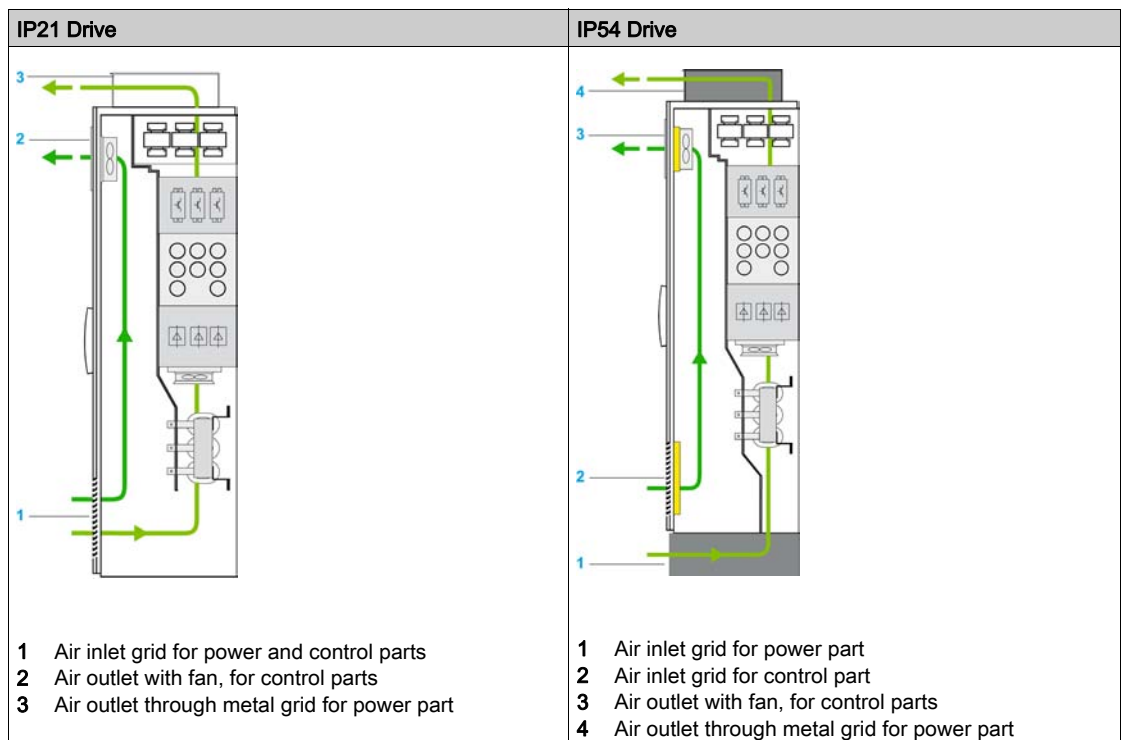 IP21 Drive
IP54 Drive
3
2
1
4
3
2
1
1 Air inlet grid for power and control parts
2 Air outlet with fan, for control parts
3 Air outlet through metal grid for power part
1 Air inlet grid for power part
2 Air inlet grid for control part
3 Air outlet with fan, for control parts
4 Air outlet through metal grid for power part